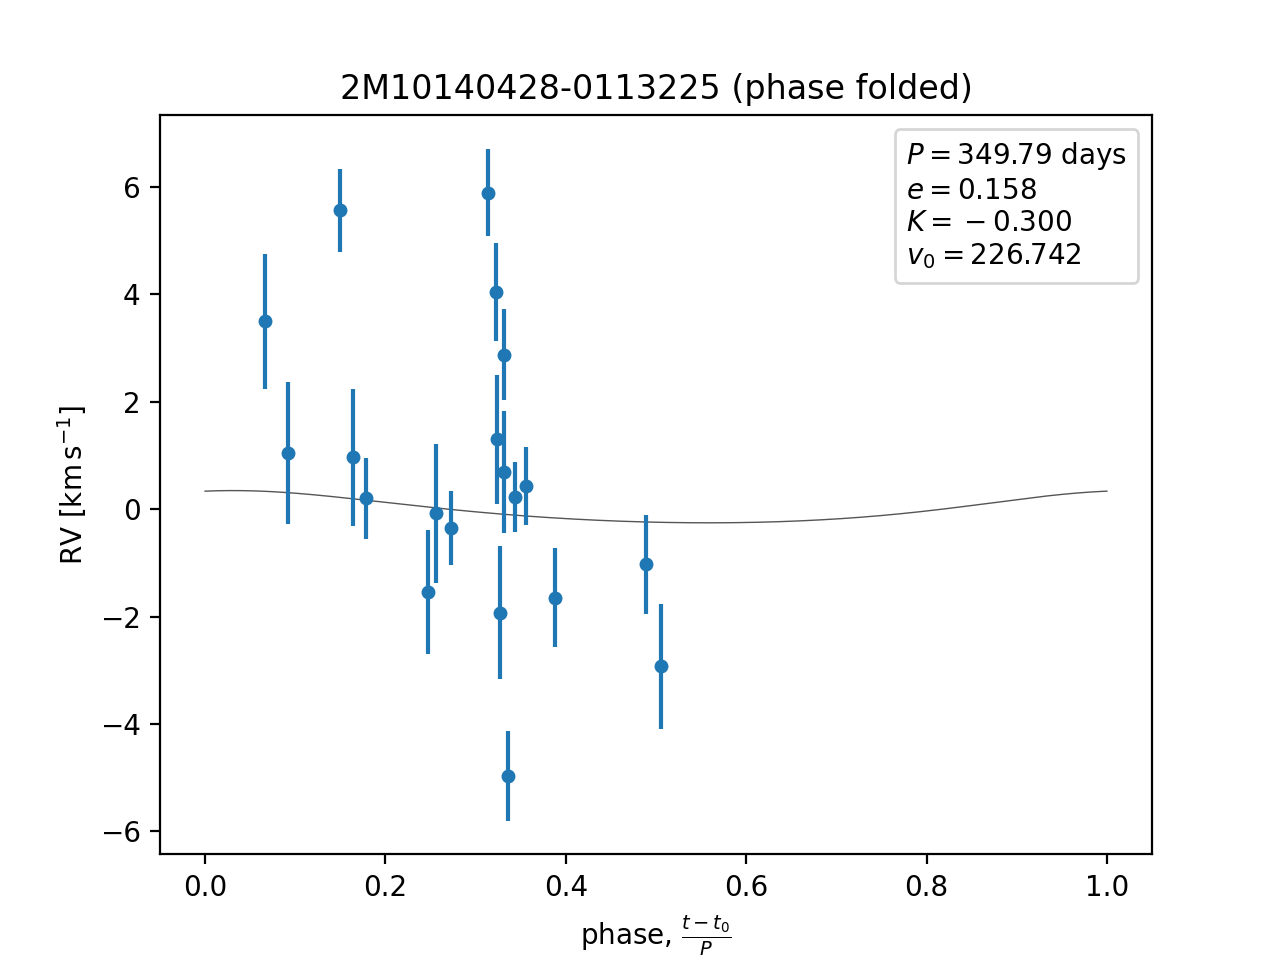 2M10140428-0113225 (phase folded)
P = 349.79 days
e = 0.158
K = −0.300
v₀ = 226.742
6
4
2
0
−2
−4
−6
RV [km s⁻¹]
0.0 0.2 0.4 0.6 0.8 1.0
phase, (t − t₀)/P